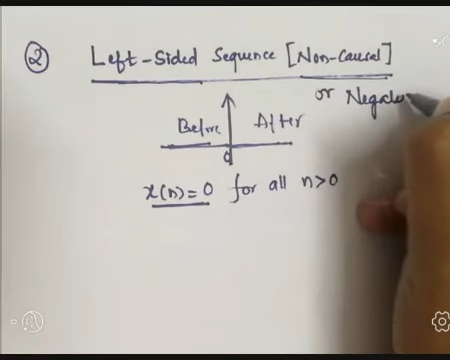 ② Left-Sided Sequence [Non-Causal]
or
Before After
0
x(n)=0 for all n>0